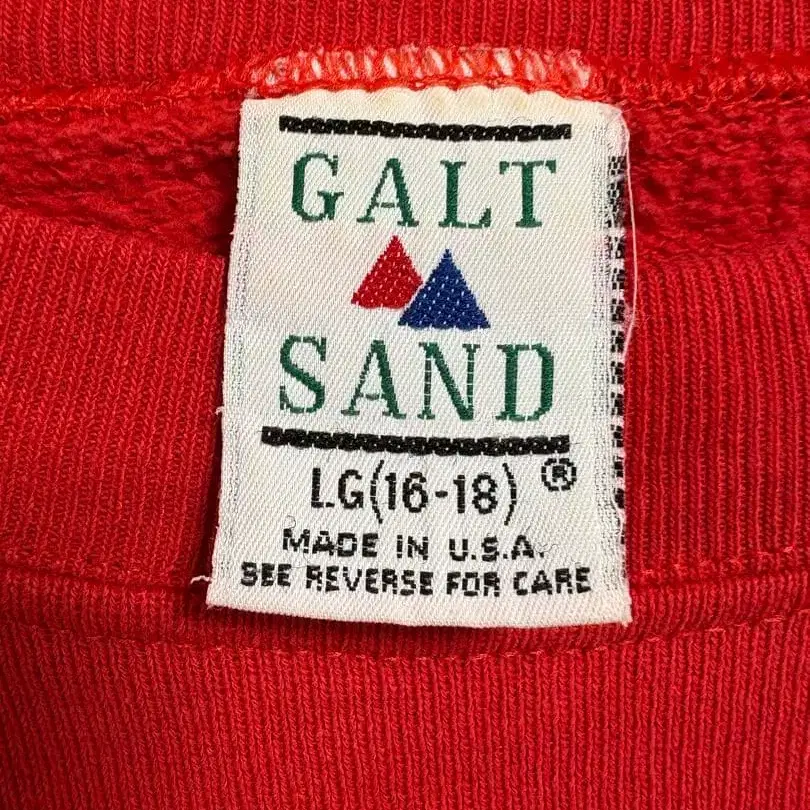 GALT
SAND
LG(16-18) ®
MADE IN U.S.A.
SEE REVERSE FOR CARE